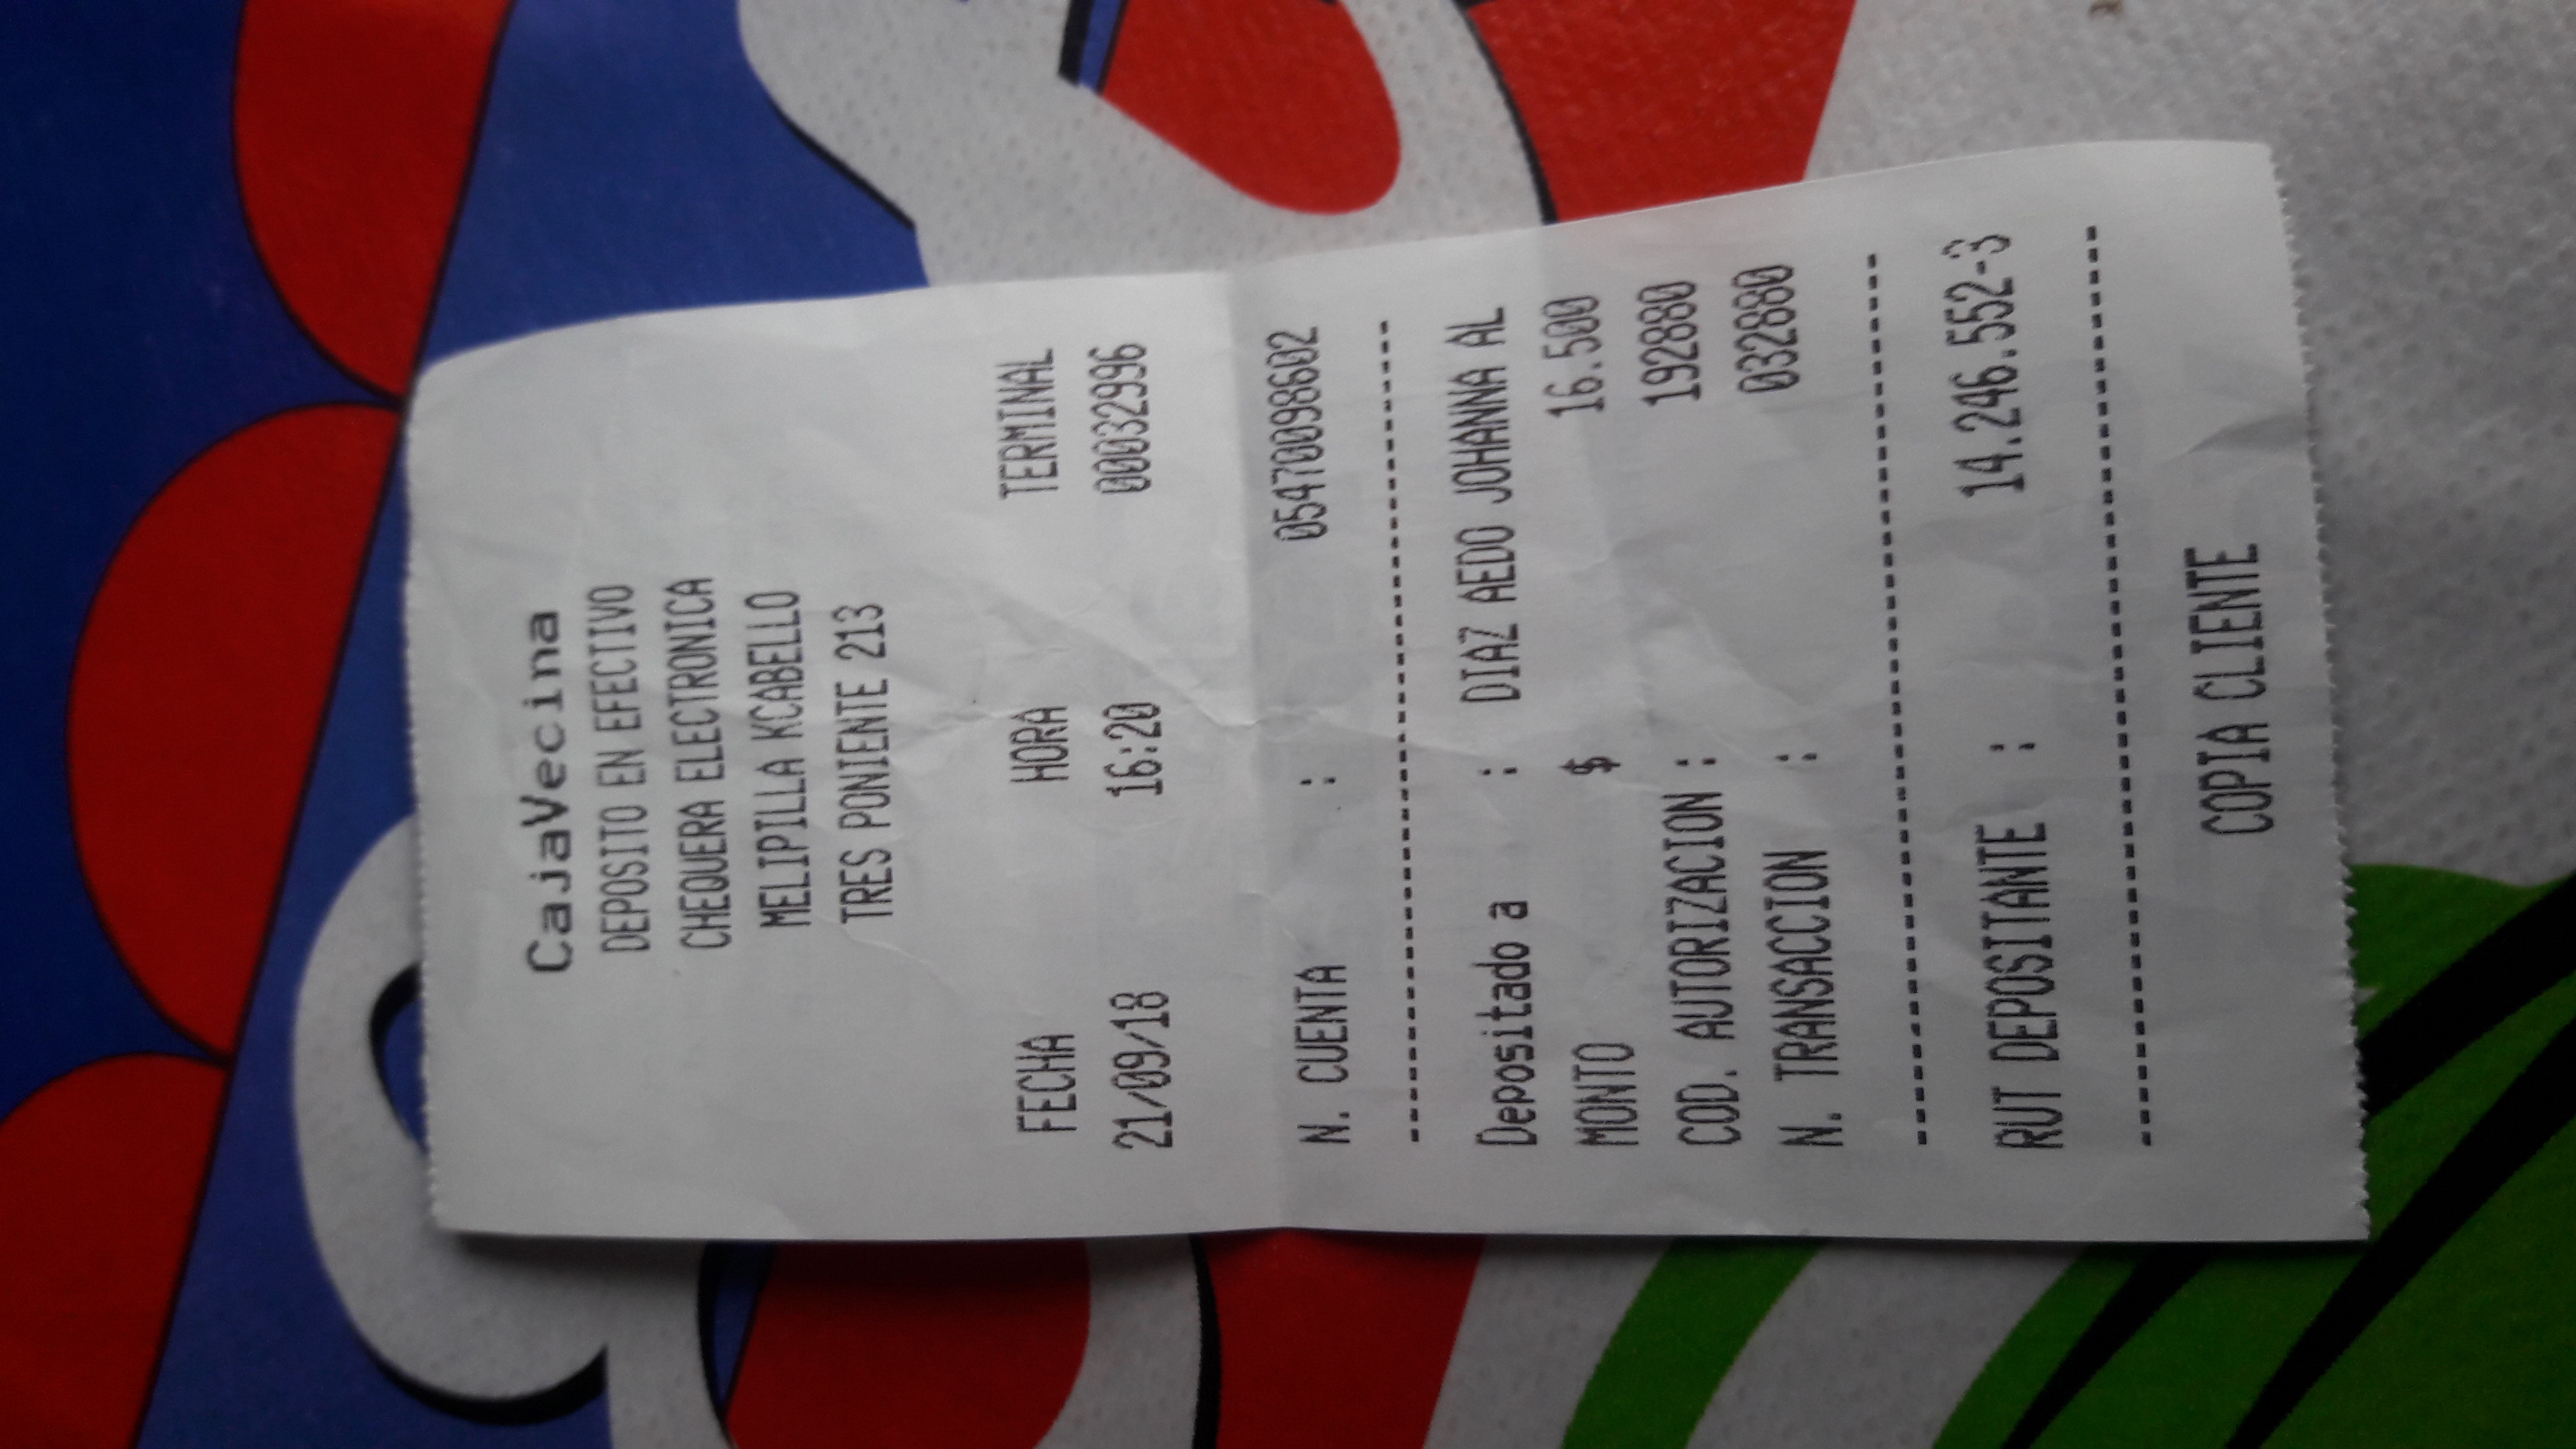 CajaVecina
DEPOSITO EN EFECTIVO
CHEQUERA ELECTRONICA
MELIPILLA KCABELLO
TRES PONIENTE 213
FECHA HORA TERMINAL
21/09/18 16:20 00032996
N. CUENTA : 05470098602
Depositado a : DIAZ AEDO JOHANNA AL
MONTO $ 16.500
COD. AUTORIZACION : 192880
N. TRANSACCION : 032880
RUT DEPOSITANTE : 14.246.552-3
COPIA CLIENTE